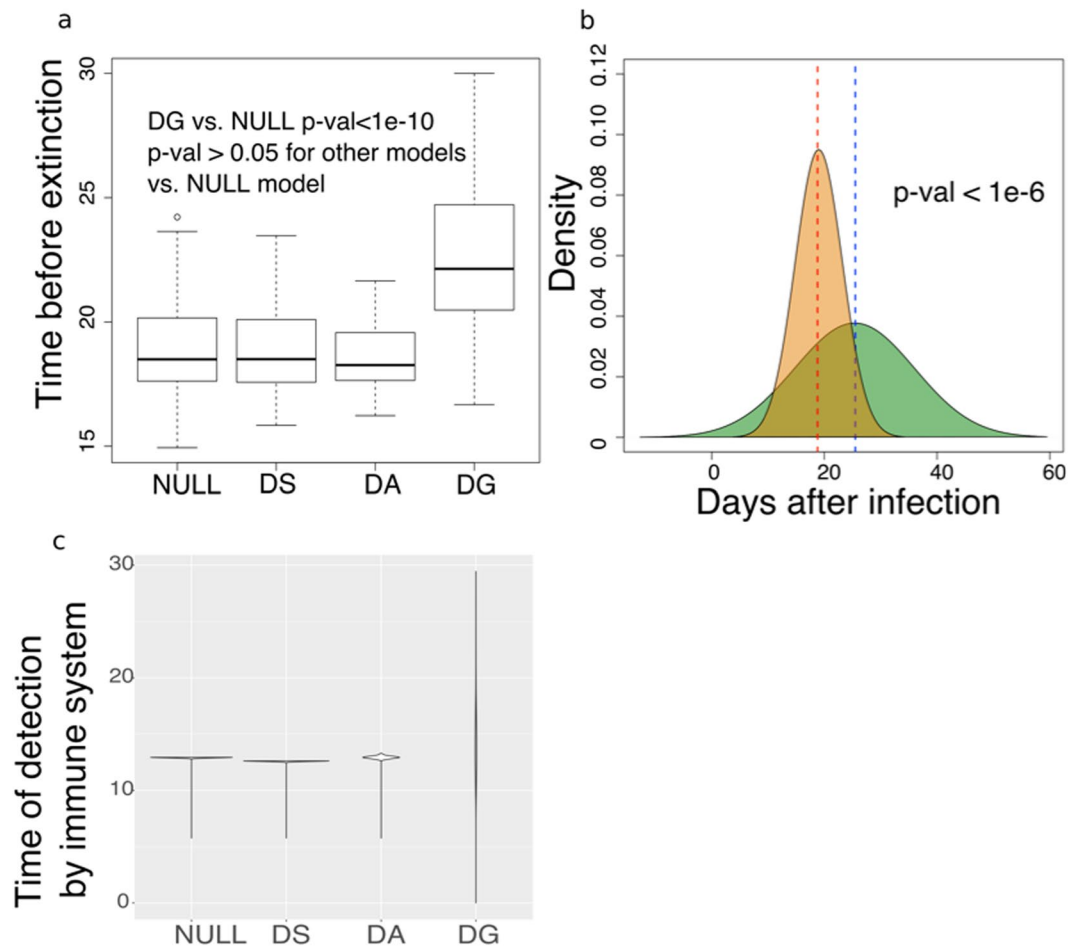 a
Time before extinction
30
25
20
15
DG vs. NULL p-val<1e-10
p-val > 0.05 for other models
vs. NULL model
NULL DS DA DG
b
Density
0.12
0.10
0.08
0.06
0.04
0.02
0
p-val < 1e-6
0 20 40 60
Days after infection
c
Time of detection
by immune system
30
20
10
0
NULL DS DA DG